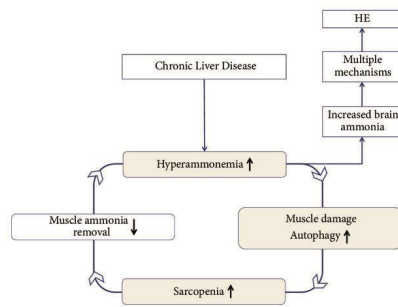 HE
Multiple
mechanisms
Chronic Liver Disease
Increased brain
ammonia
Hyperammonemia
Muscle ammonia
removal
Muscle damage
Autophagy
Sarcopenia